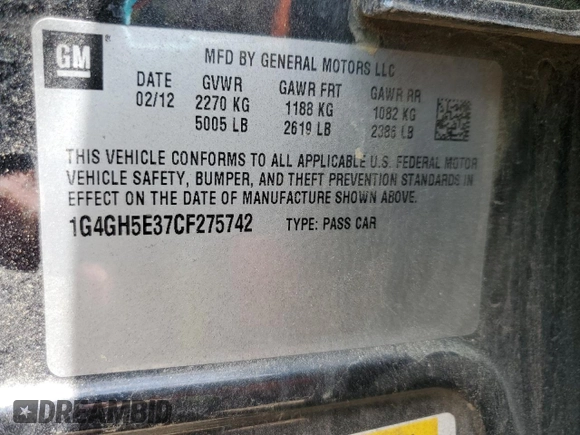 GM
MFD BY GENERAL MOTORS LLC
DATE GVWR GAWR FRT GAWR RR
02/12 2270 KG 1188 KG 1082 KG
5005 LB 2619 LB 2386 LB
THIS VEHICLE CONFORMS TO ALL APPLICABLE U.S. FEDERAL MOTOR
VEHICLE SAFETY, BUMPER, AND THEFT PREVENTION STANDARDS IN
EFFECT ON THE DATE OF MANUFACTURE SHOWN ABOVE.
1G4GH5E37CF275742 TYPE: PASS CAR
DREAMBID